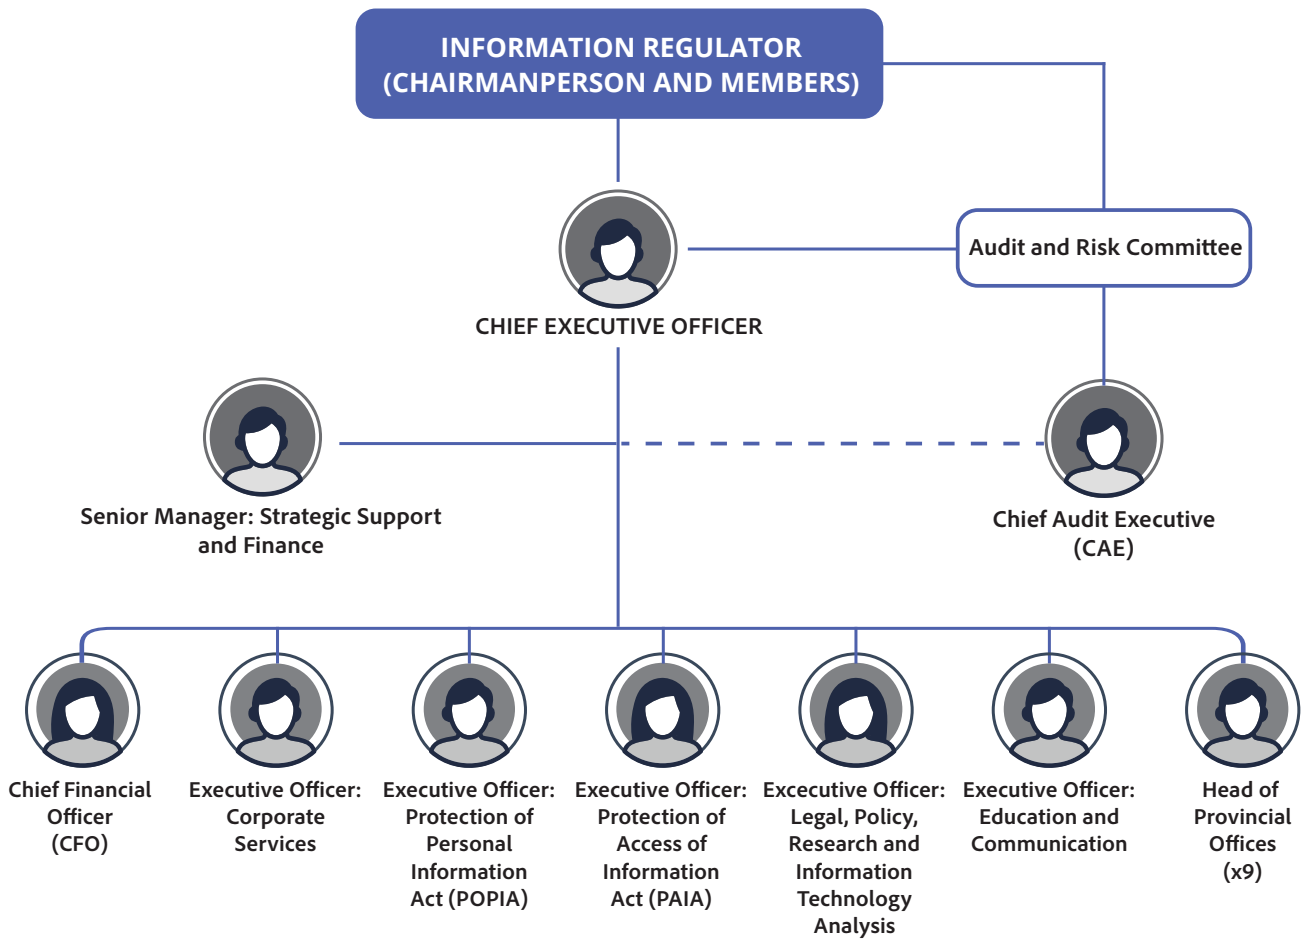 INFORMATION REGULATOR
(CHAIRMANPERSON AND MEMBERS)
Audit and Risk Committee
CHIEF EXECUTIVE OFFICER
Senior Manager: Strategic Support
and Finance
Chief Audit Executive
(CAE)
Chief Financial
Officer
(CFO)
Executive Officer:
Corporate
Services
Executive Officer:
Protection of
Personal
Information
Act (POPIA)
Executive Officer:
Protection of
Access of
Information
Act (PAIA)
Excecutive Officer:
Legal, Policy,
Research and
Information
Technology
Analysis
Executive Officer:
Education and
Communication
Head of
Provincial
Offices
(x9)